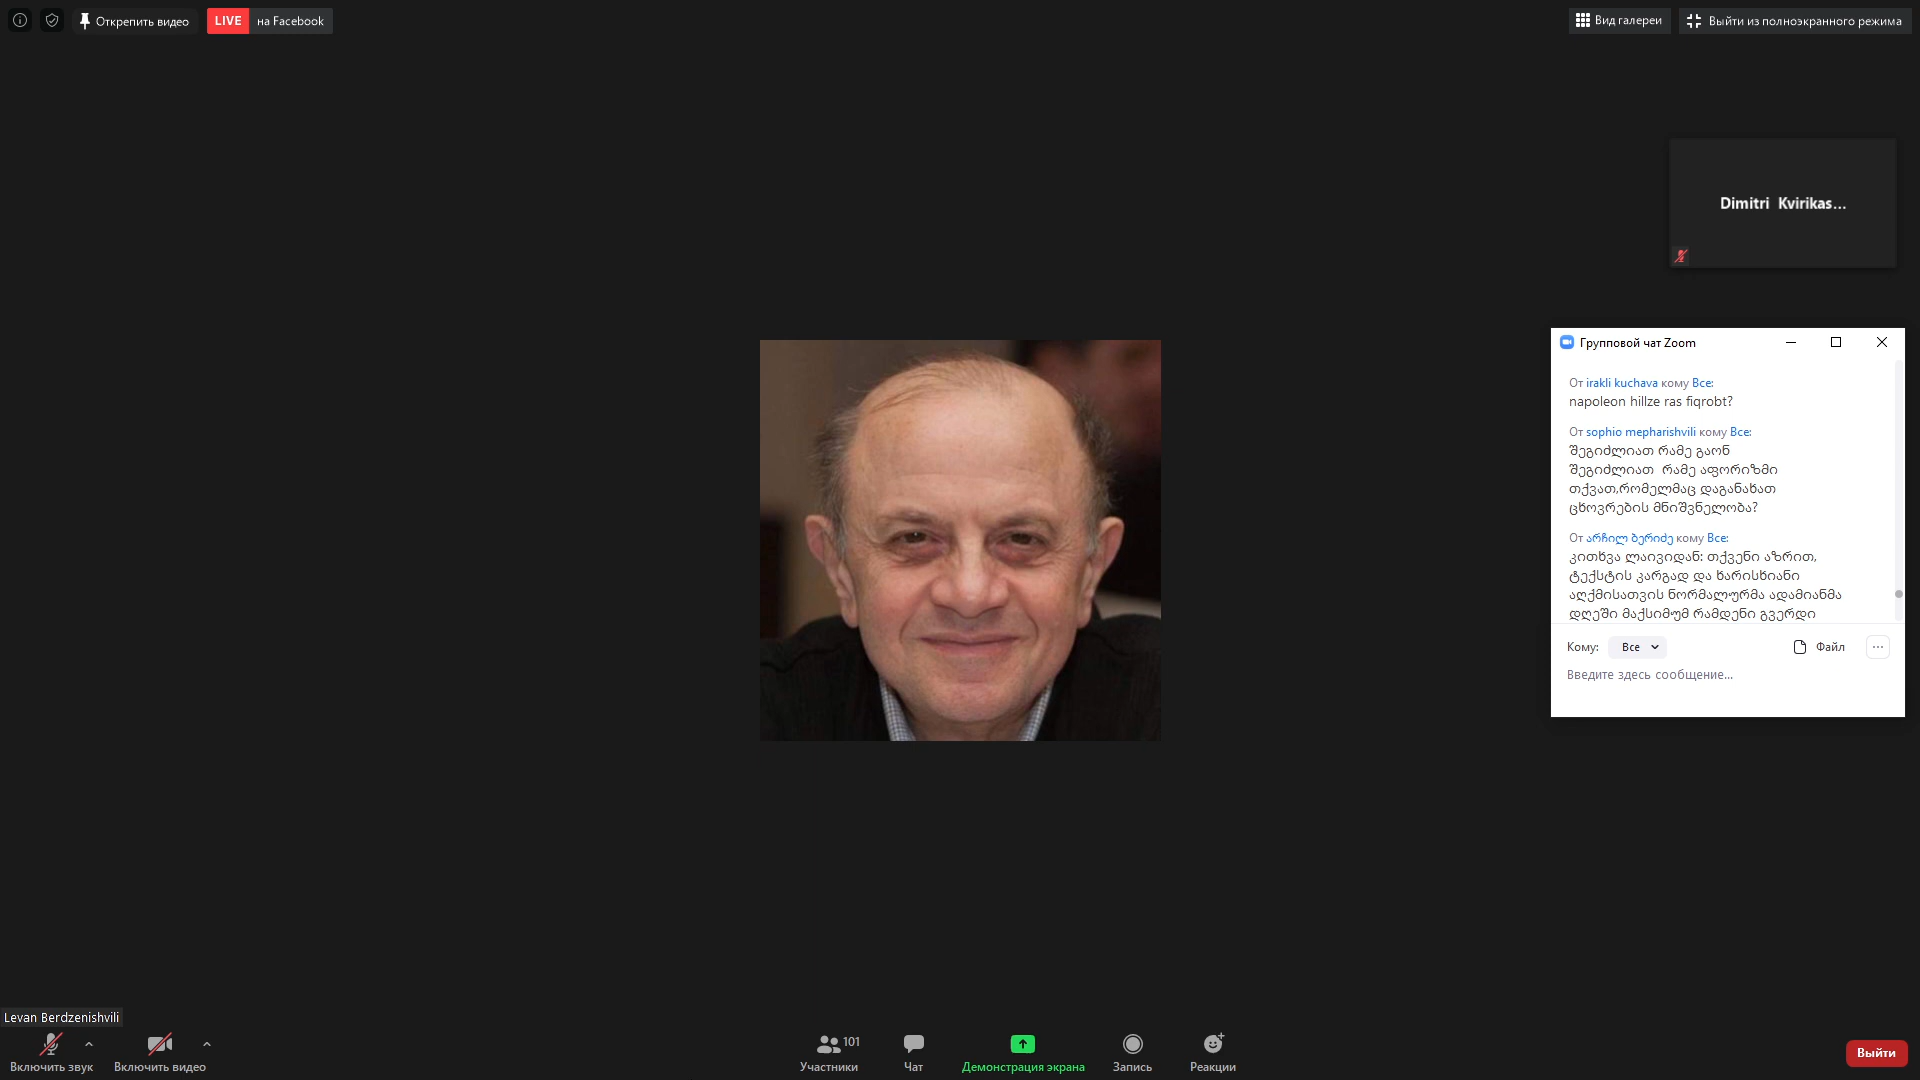 Открепить видео
LIVE на Facebook
Вид галереи
Выйти из полноэкранного режима
Dimitri Kvirikas...
Групповой чат Zoom
От irakli kuchava кому Все:
napoleon hillze ras fiqrobt?
От sophio mepharishvili кому Все:
შეგიძლიათ რამე გაონ
შეგიძლიათ რამე აფორიზმი
თქვათ,რომელმაც დაგანახათ
ცხოვრების მნიშვნელობა?
От არჩილ ბერიძე кому Все:
კითხვა ლაივიდან: თქვენი აზრით,
ტექსტის კარგად და ხარისხიანი
აღქმისათვის ნორმალურმა ადამიანმა
დღეში მაქსიმუმ რამდენი გვერდი
Кому: Все
Файл
Введите здесь сообщение...
Levan Berdzenishvili
Включить звук
Включить видео
101
Участники
Чат
Демонстрация экрана
Запись
Реакции
Выйти